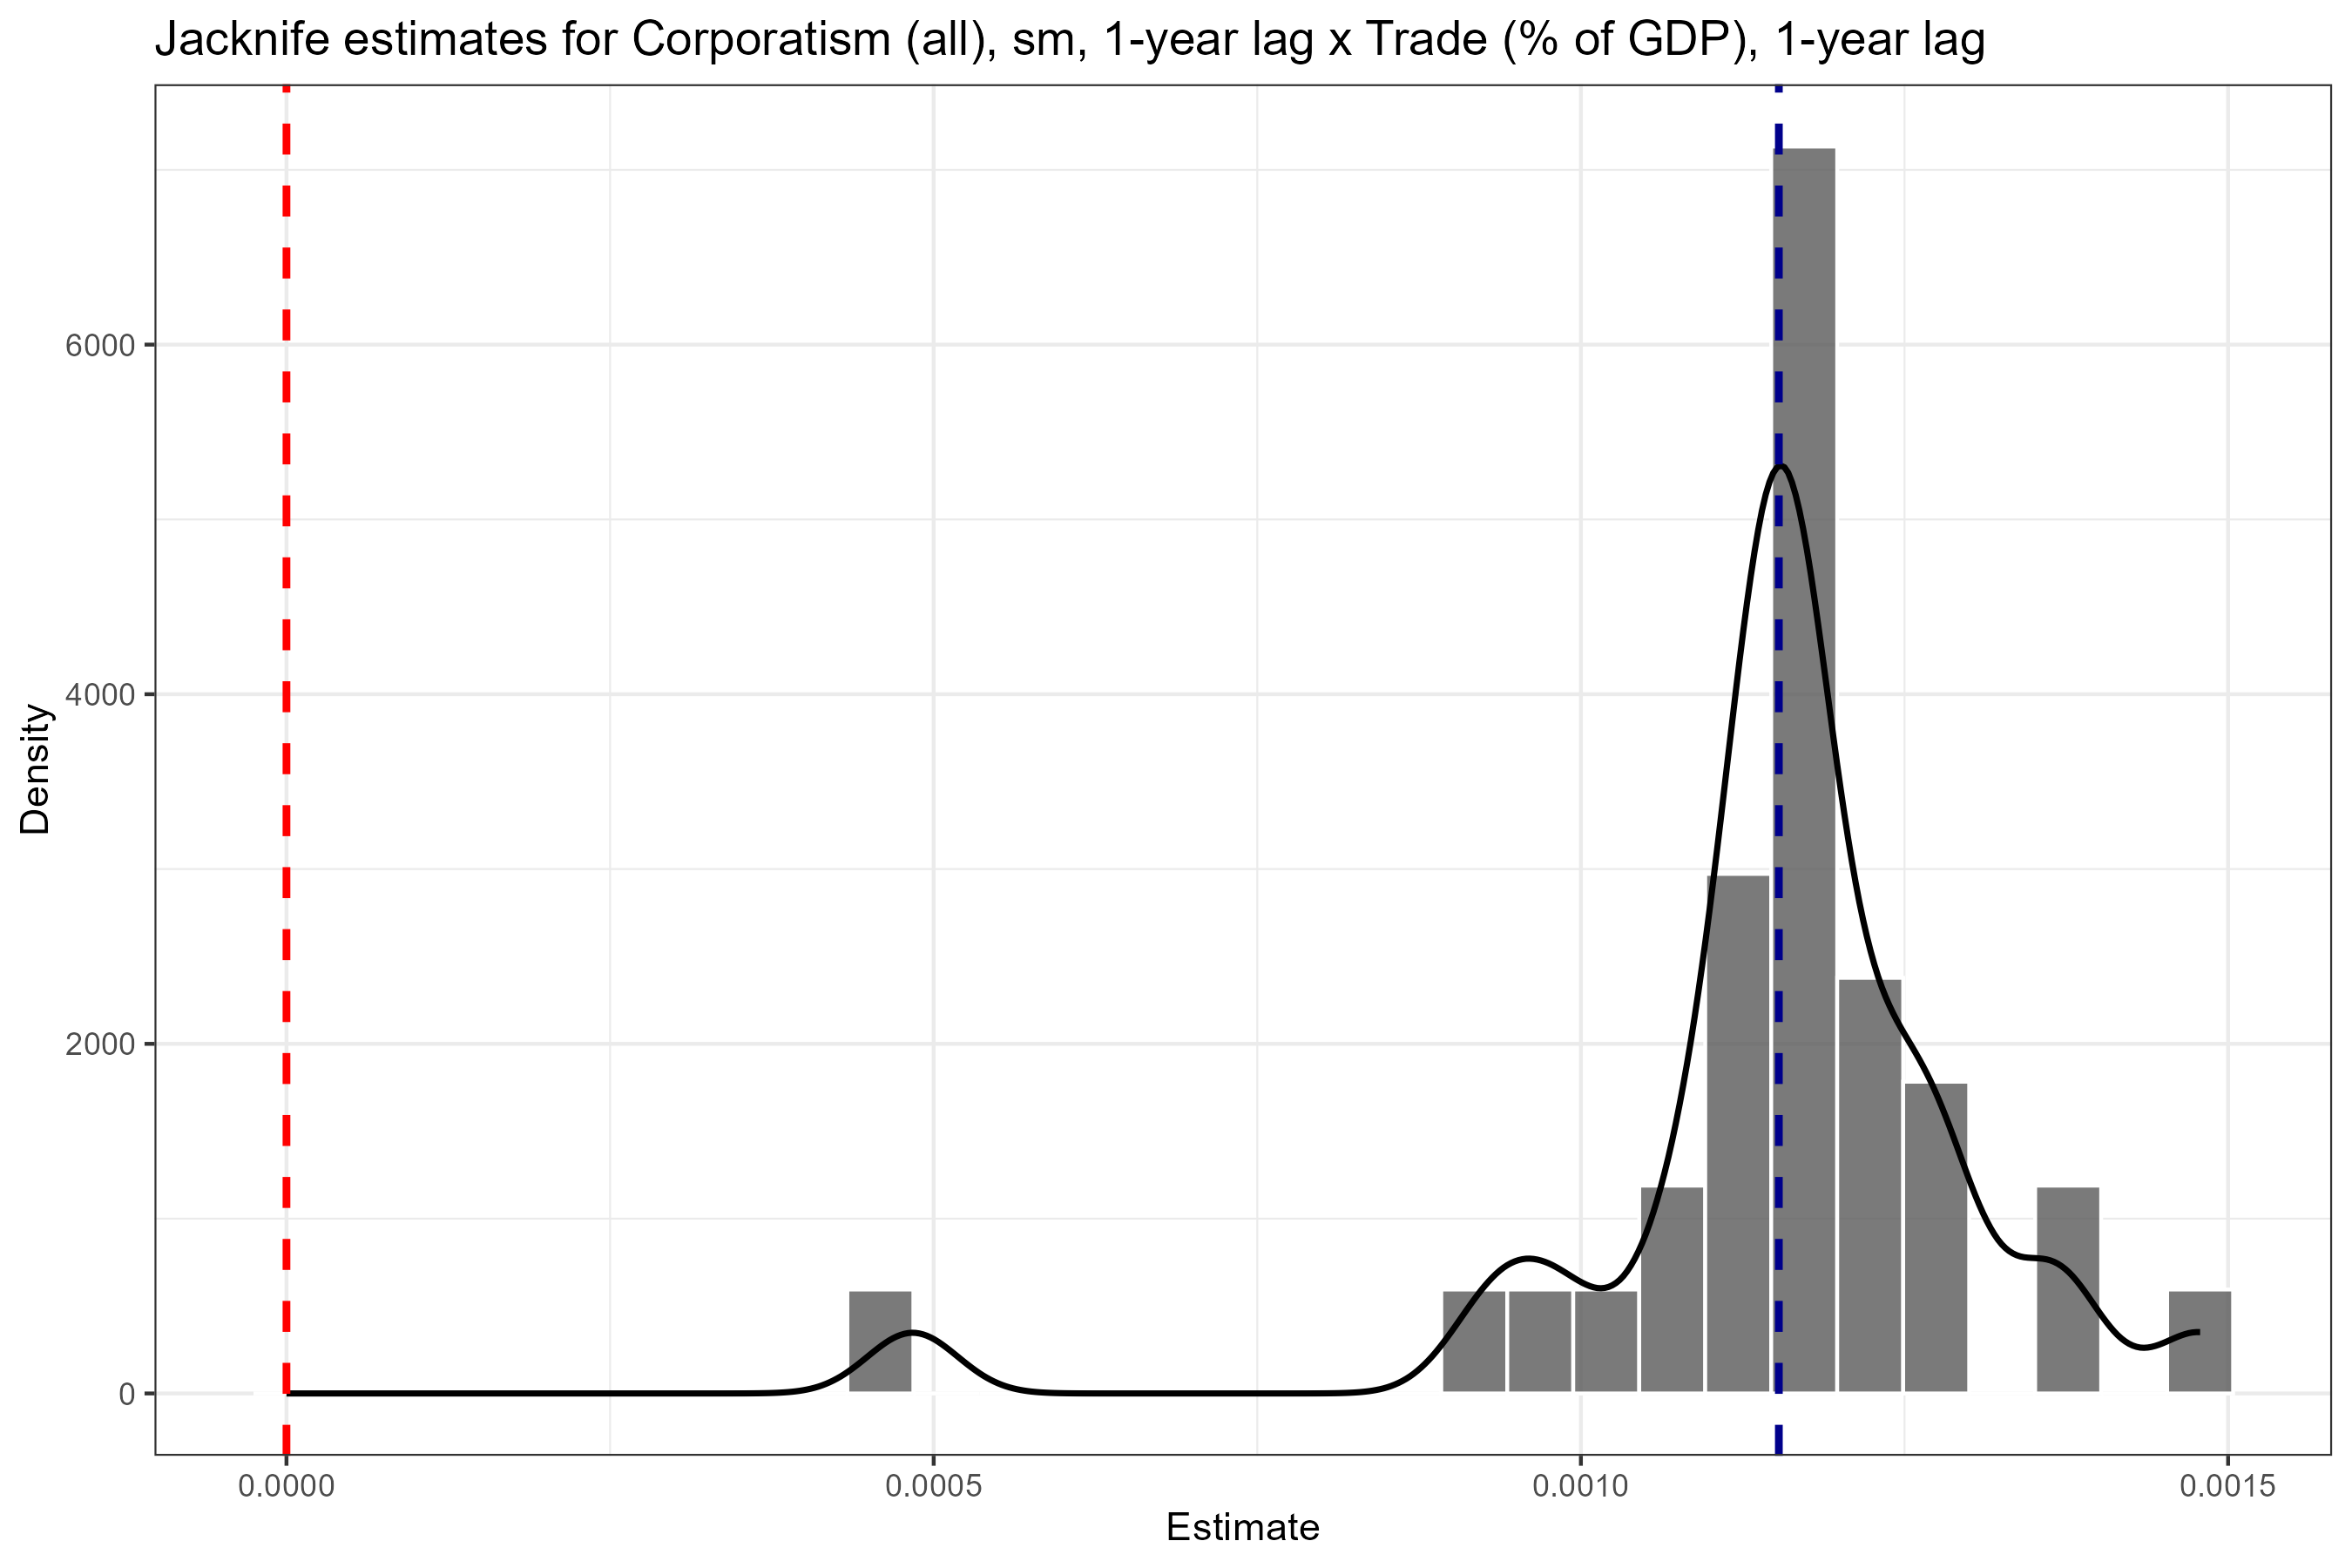 Jacknife estimates for Corporatism (all), sm, 1-year lag x Trade (% of GDP), 1-year lag
6000
4000
2000
0
Density
0.0000 0.0005 0.0010 0.0015
Estimate